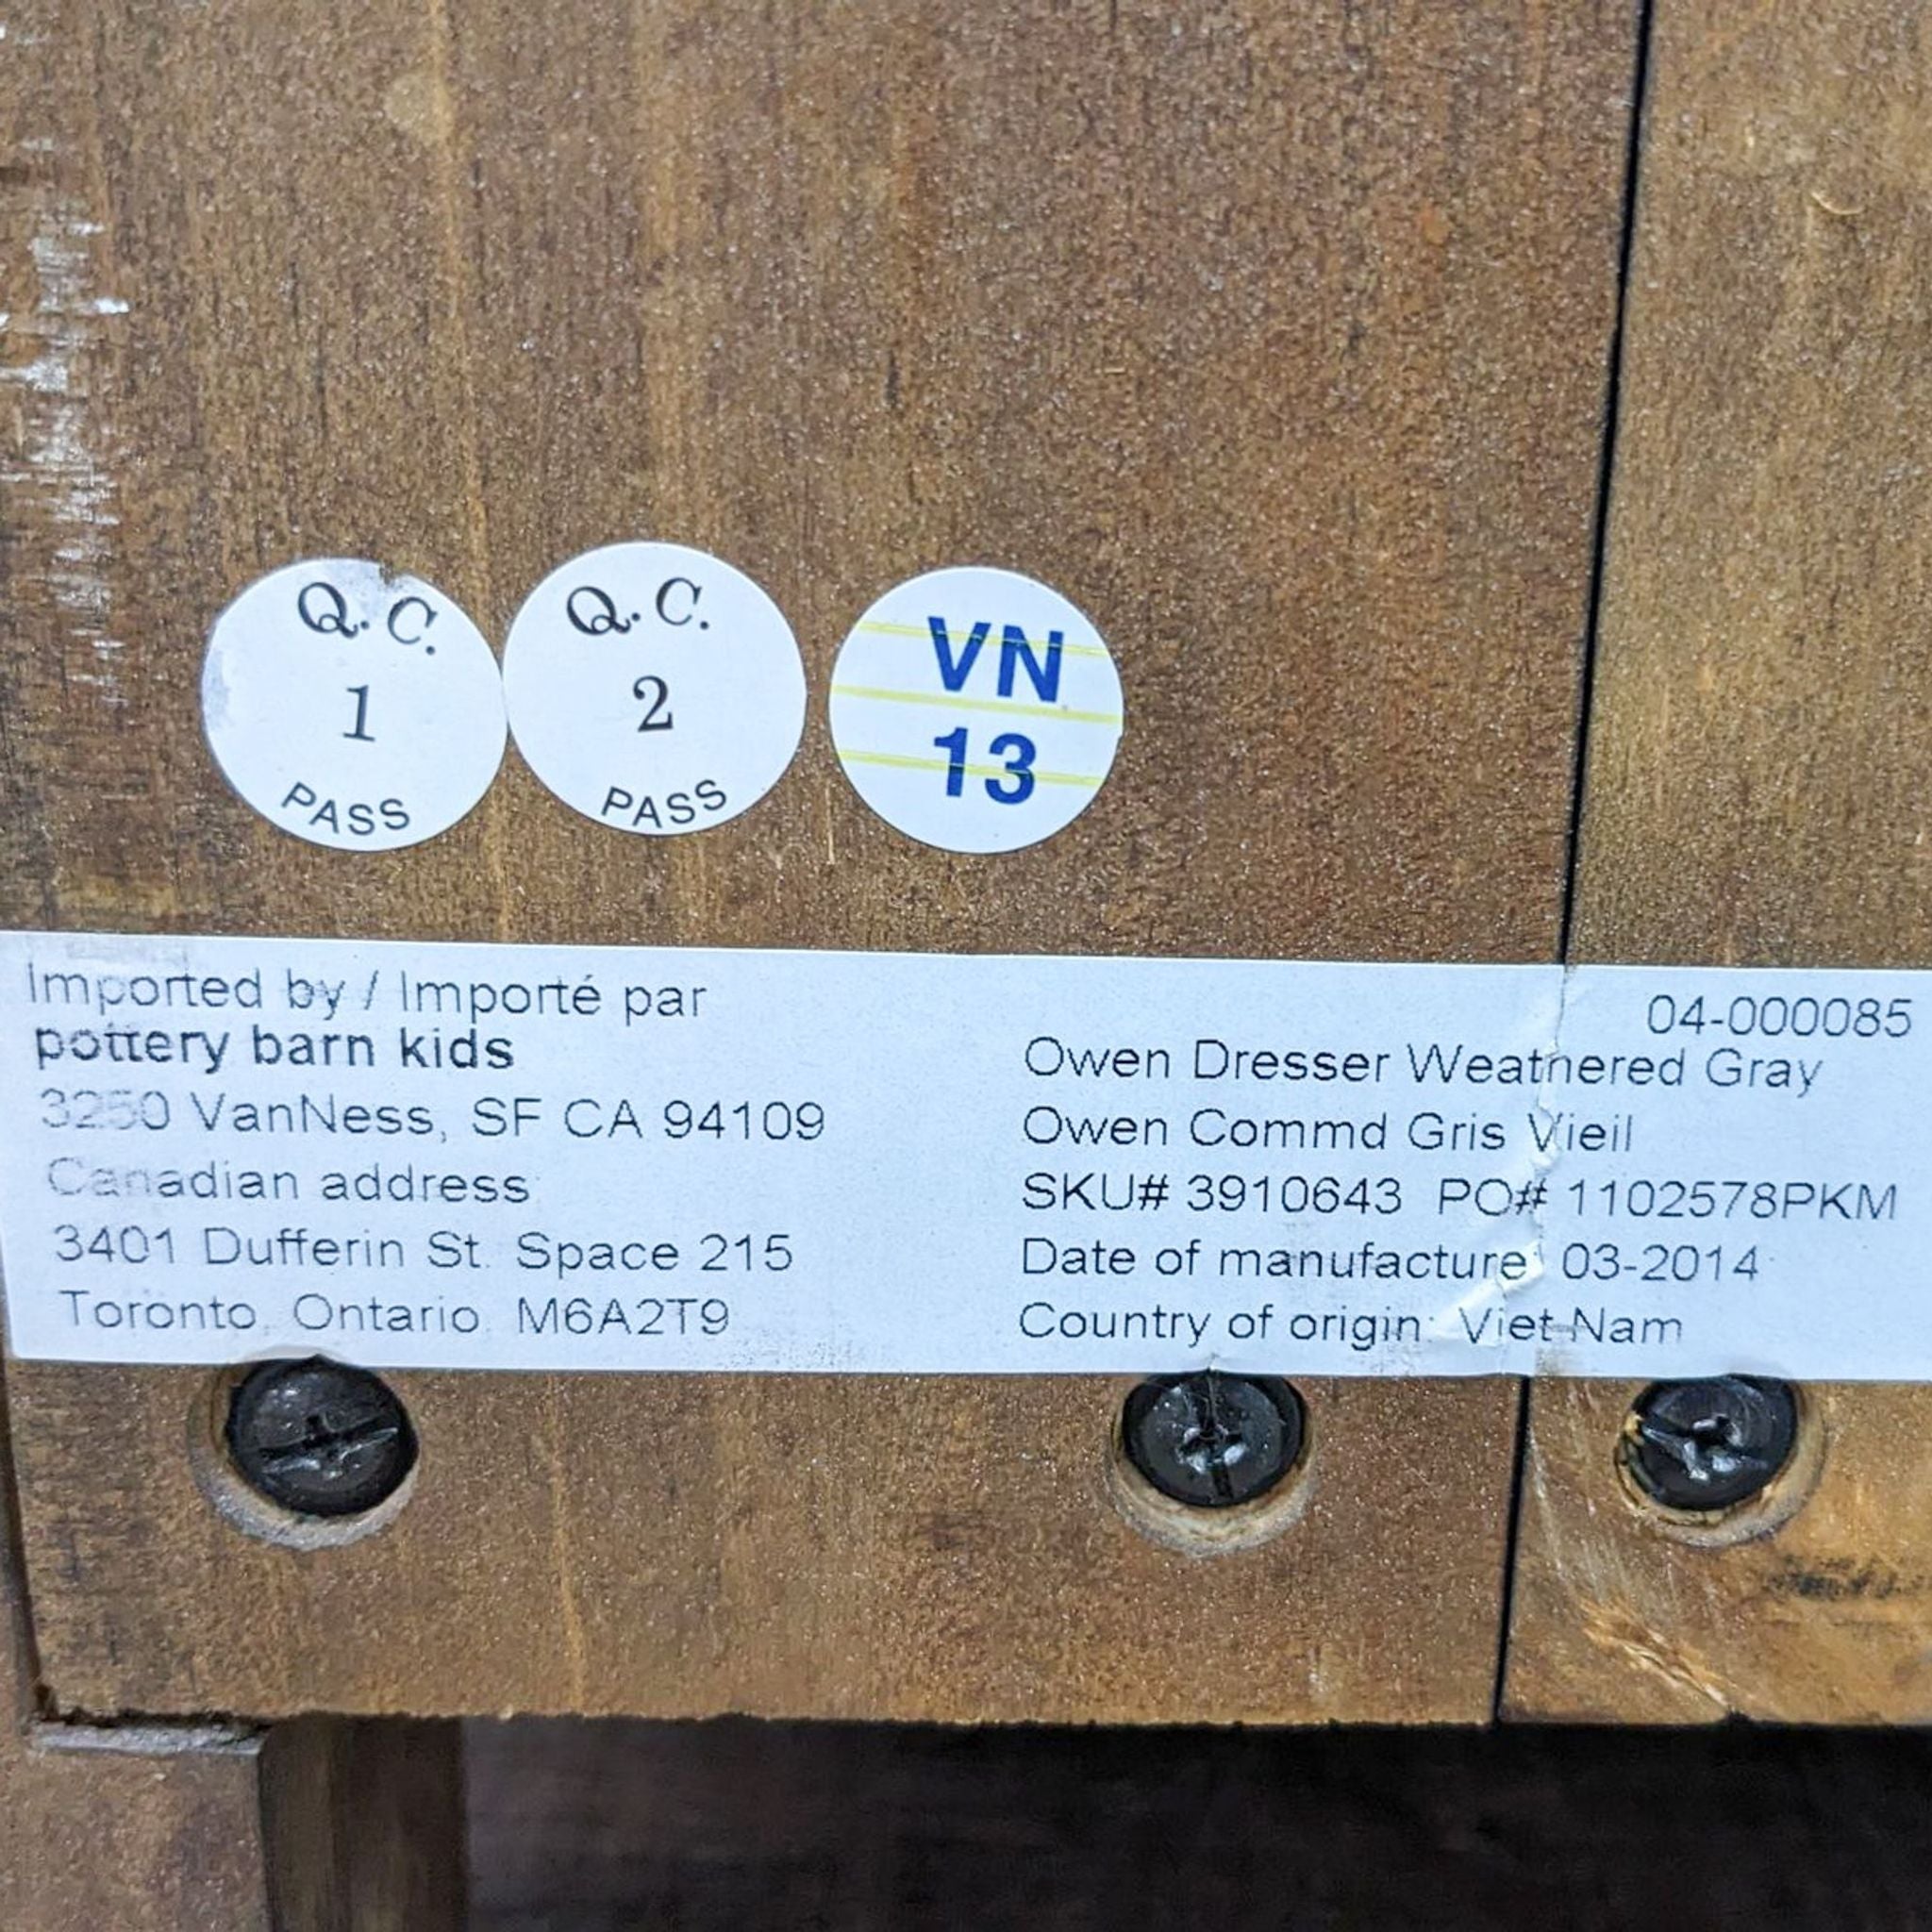 Q. C.
1
PASS
Q. C.
2
PASS
VN
13
Imported by / Importé par
pottery barn kids
3250 VanNess, SF CA 94109
Canadian address
3401 Dufferin St. Space 215
Toronto, Ontario. M6A2T9
04-000085
Owen Dresser Weathered Gray
Owen Commd Gris Vieil
SKU# 3910643 PO# 1102578PKM
Date of manufacture: 03-2014
Country of origin: Viet Nam